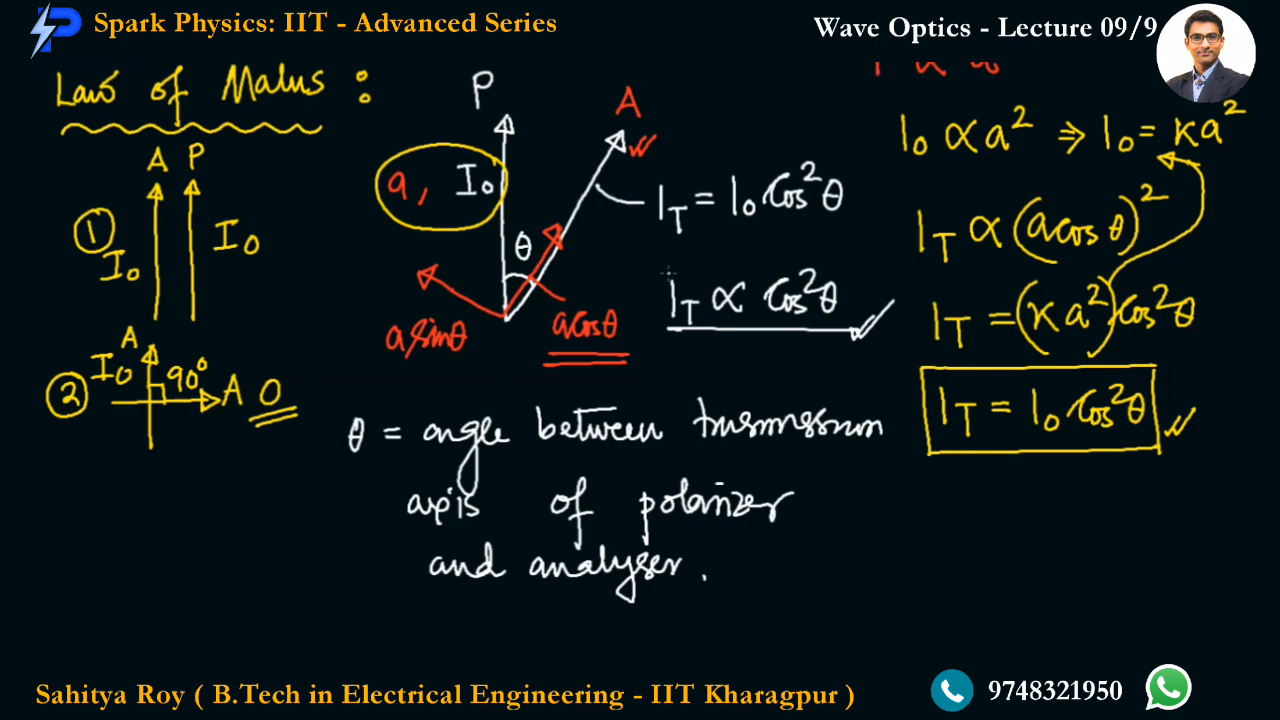 Spark Physics: IIT - Advanced Series
Wave Optics - Lecture 09/9
Law of Malus :
A P
① I₀ I₀
A
② I₀ 90° A 0
P
A
a, I₀
θ
a sinθ
a cosθ
I_T = I₀ Cos²θ
I_T ∝ Cos²θ
θ = angle between transmission
axis of polarizer
and analyser.
I₀ ∝ a² ⇒ I₀ = Ka²
I_T ∝ (a cos θ)²
I_T = (K a²) Cos²θ
I_T = I₀ Cos²θ
Sahitya Roy ( B.Tech in Electrical Engineering - IIT Kharagpur )
9748321950